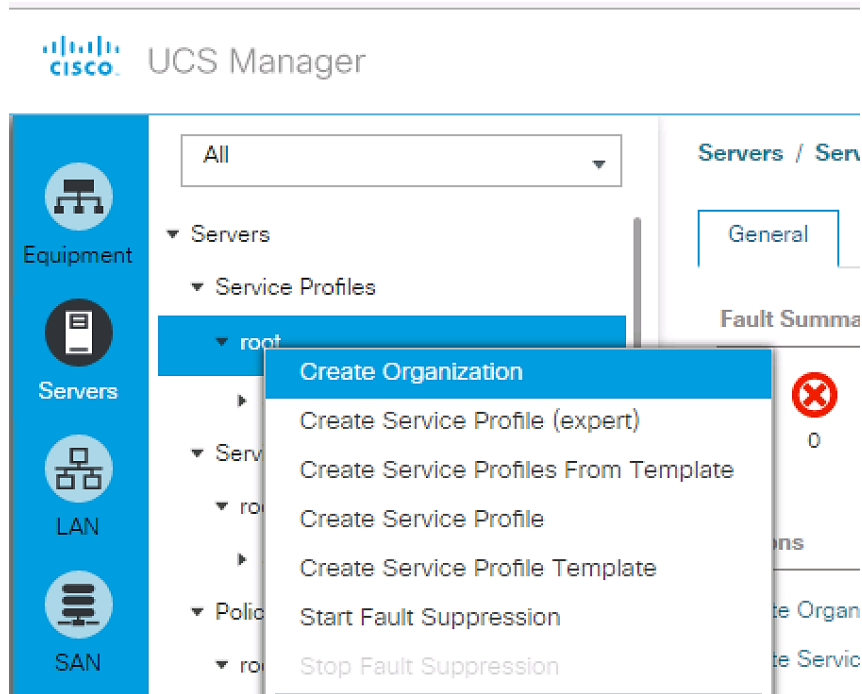 CISCO
UCS Manager
Equipment
Servers
LAN
SAN
All
Servers
Service Profiles
root
Create Organization
Create Service Profile (expert)
Create Service Profiles From Template
Create Service Profile
Create Service Profile Template
Start Fault Suppression
Stop Fault Suppression
Servers /
General
Fault
0